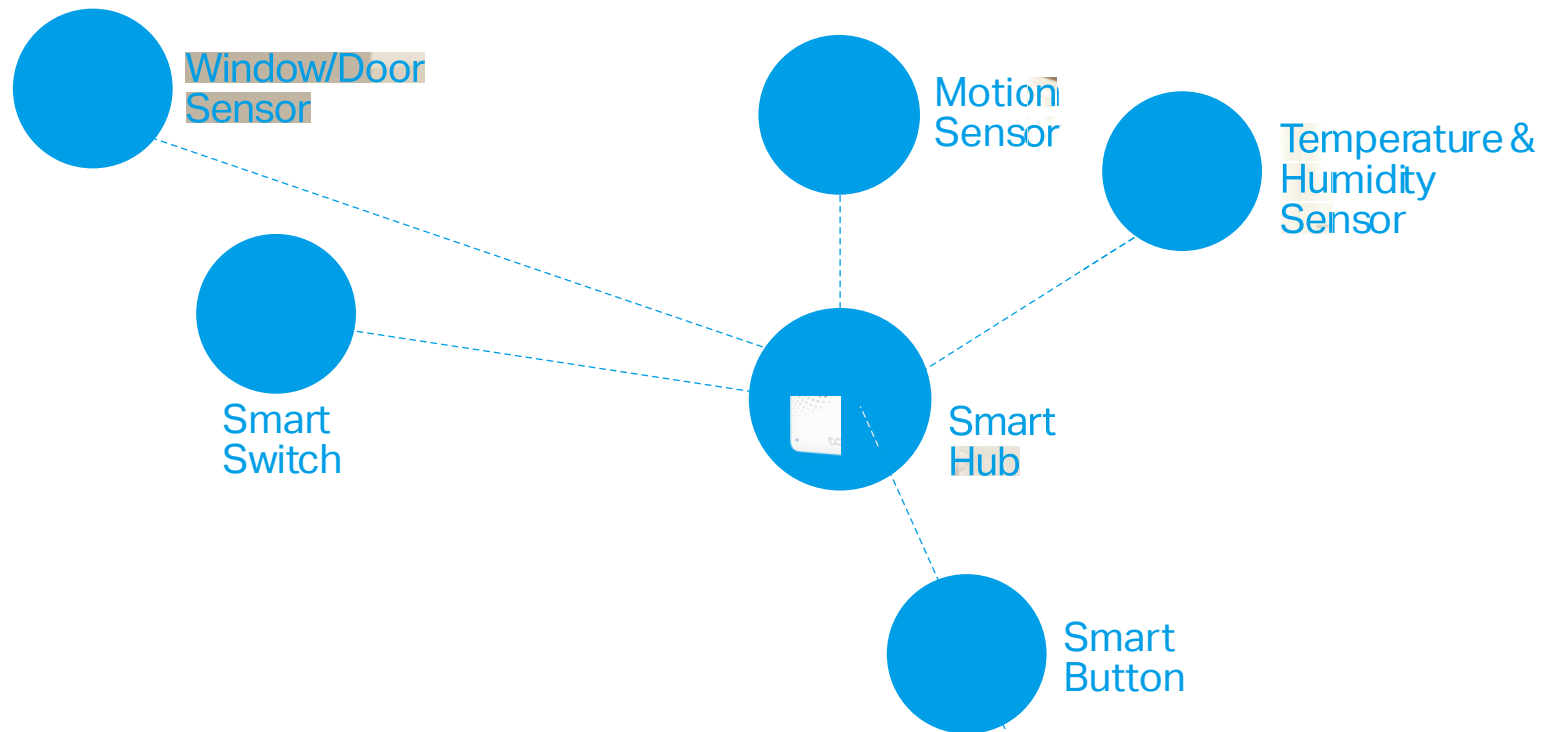 Window/Door
Sensor
Motion
Sensor
Temperature &
Humidity
Sensor
Smart
Switch
Smart
Hub
Smart
Button